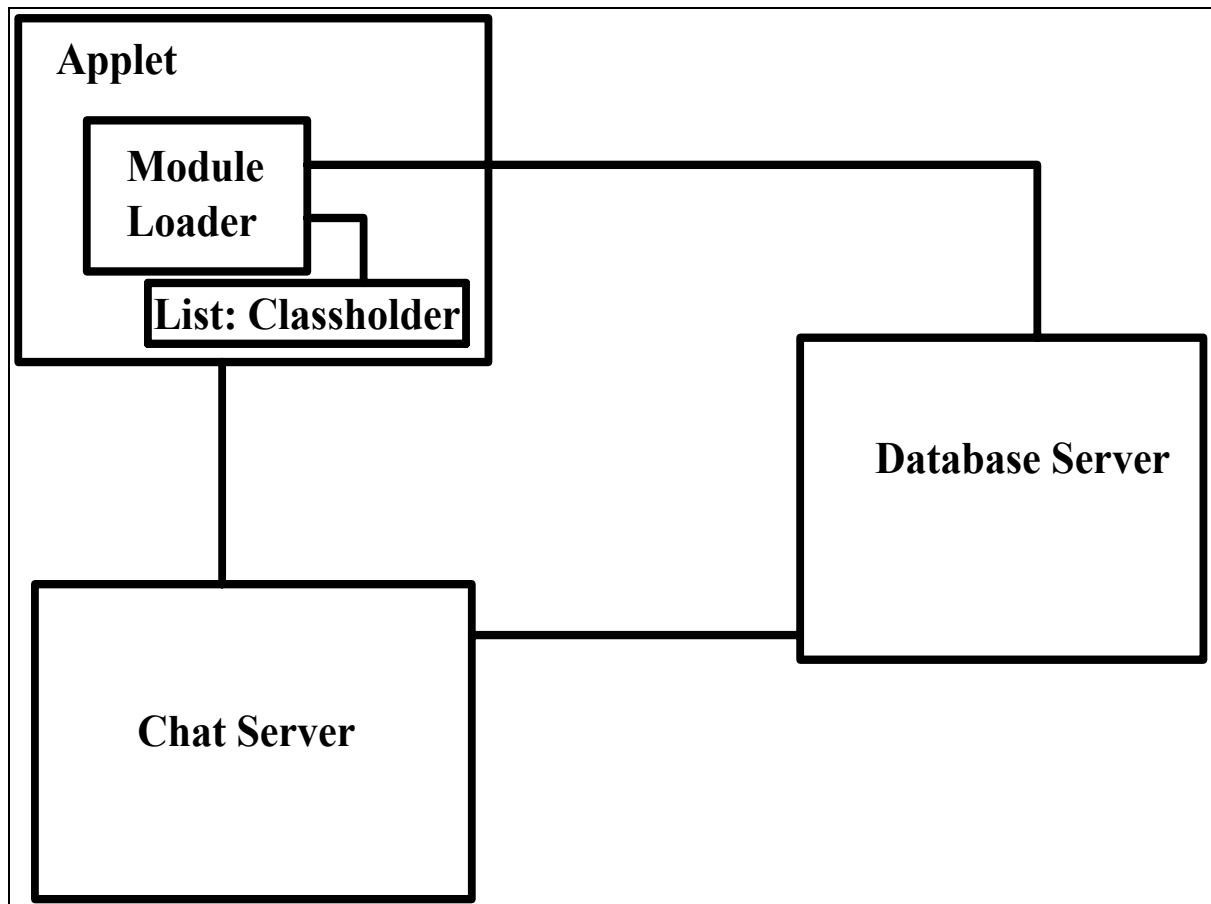 Applet
Module
Loader
List: Classholder
Database Server
Chat Server